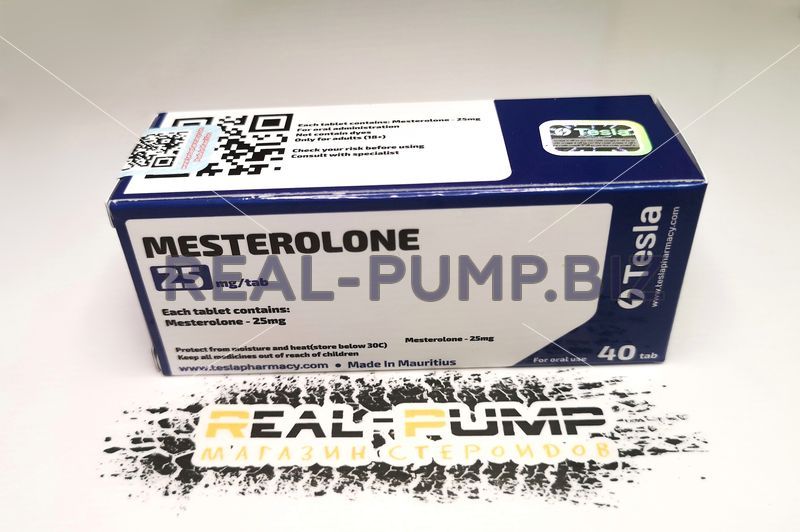 Each tablet contains: Mesterolone - 25mg
For oral administration
Not contain dyes
Only for adults (18+)
Check your risk before using
Consult with specialist
Tesla
MESTEROLONE
25 mg/tab
REAL-PUMP.BIZ
Each tablet contains:
Mesterolone - 25mg
Protect from moisture and heat(store below 30C)
Mesterolone - 25mg
Keep all medicines out of reach of children
www.teslapharmacy.com • Made In Mauritius
Tesla
www.teslapharmacy.com
For oral use 40 tab
REAL-PUMP
МАГАЗИН СТЕРОИДОВ